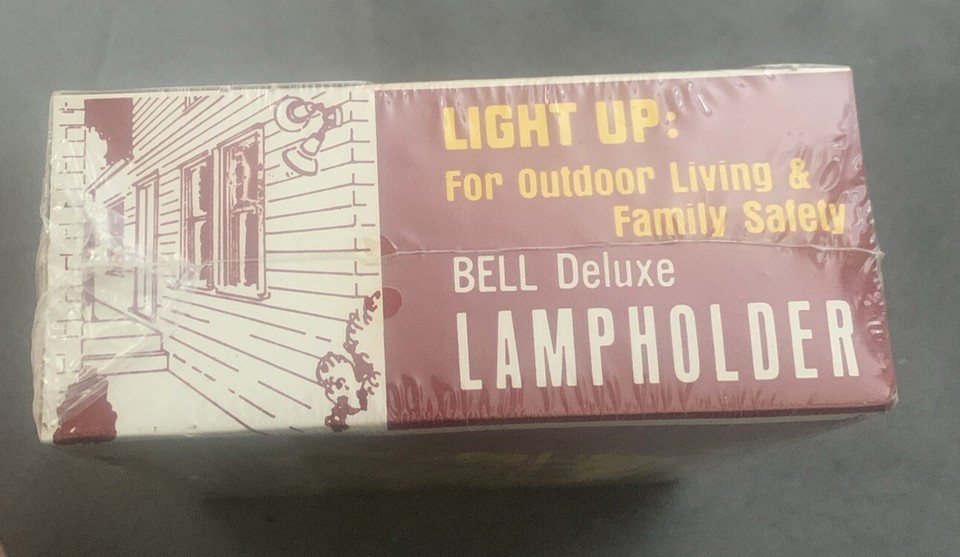 LIGHT UP:
For Outdoor Living &
Family Safety
BELL Deluxe
LAMPHOLDER